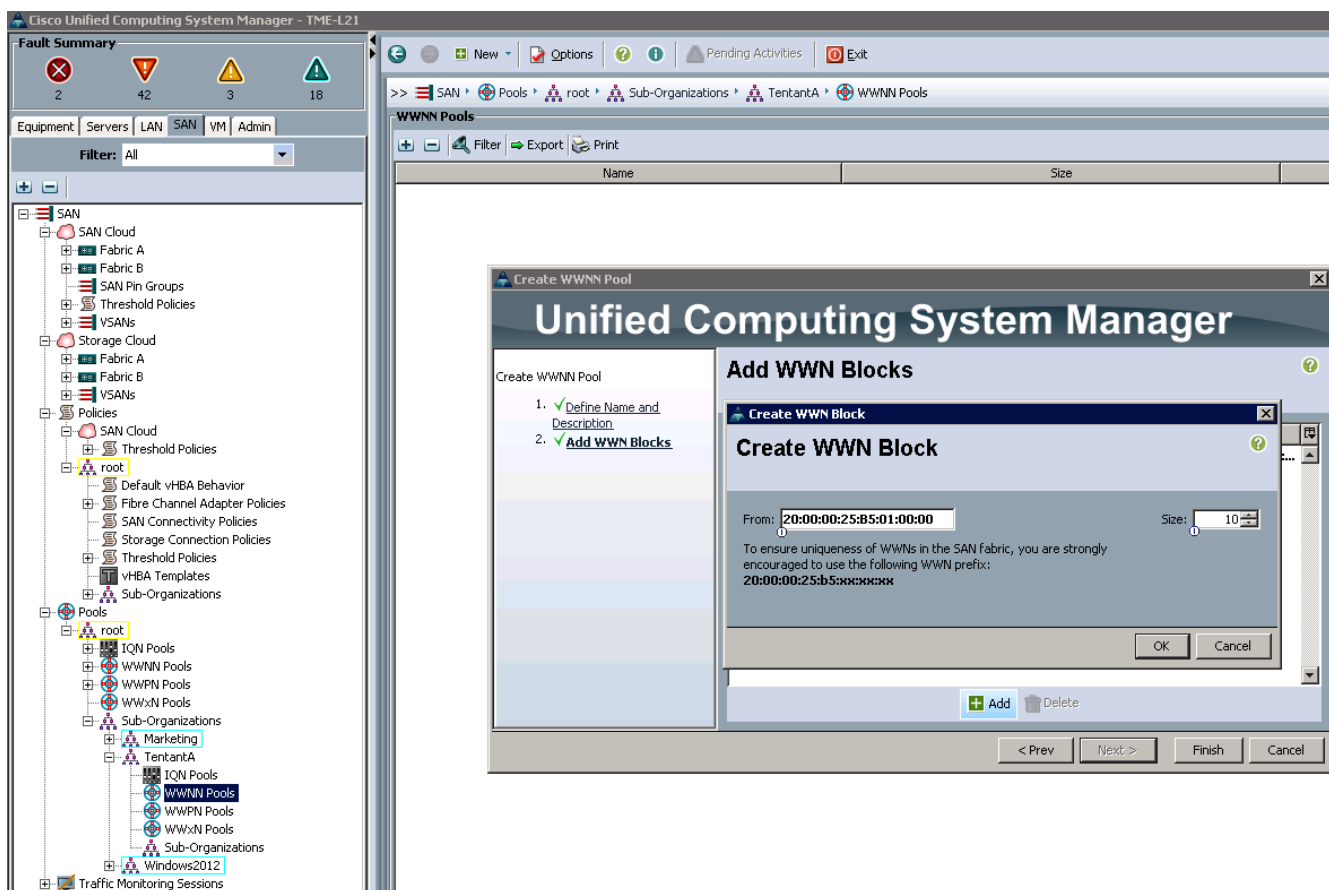 Cisco Unified Computing System Manager - TME-L21
Fault Summary
2 42 3 18
Equipment Servers LAN SAN VM Admin
Filter: All
SAN
SAN Cloud
Fabric A
Fabric B
SAN Pin Groups
Threshold Policies
VSANs
Storage Cloud
Fabric A
Fabric B
VSANs
Policies
SAN Cloud
Threshold Policies
root
Default vHBA Behavior
Fibre Channel Adapter Policies
SAN Connectivity Policies
Storage Connection Policies
Threshold Policies
vHBA Templates
Sub-Organizations
Pools
root
IQN Pools
WWNN Pools
WWPN Pools
WWxN Pools
Sub-Organizations
Marketing
TentantA
IQN Pools
WWNN Pools
WWPN Pools
WWxN Pools
Sub-Organizations
Windows2012
Traffic Monitoring Sessions
New Options Pending Activities Exit
>> SAN Pools root Sub-Organizations TentantA WWNN Pools
WWNN Pools
Filter Export Print
Name Size
Create WWNN Pool
Unified Computing System Manager
Create WWNN Pool
1. Define Name and
Description
2. Add WWN Blocks
Add WWN Blocks
Create WWN Block
Create WWN Block
From: 20:00:00:25:B5:01:00:00 Size: 10
To ensure uniqueness of WWNs in the SAN fabric, you are strongly
encouraged to use the following WWN prefix:
20:00:00:25:b5:xx:xx:xx
OK Cancel
:...
Add Delete
< Prev Next > Finish Cancel